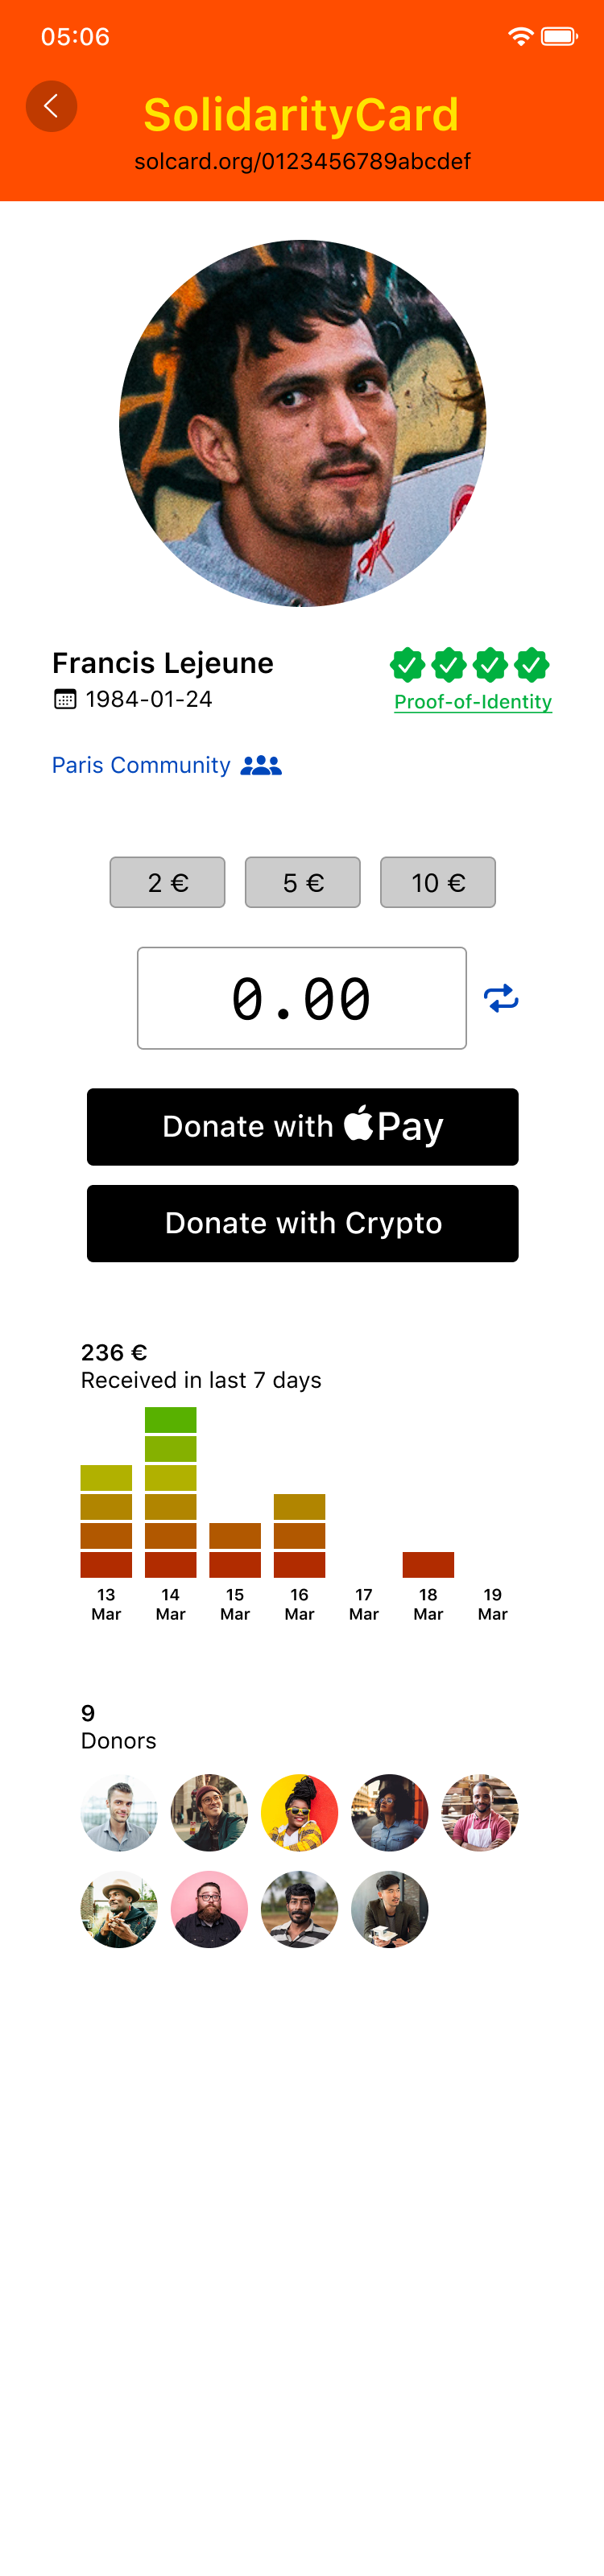 05:06
SolidarityCard
solcard.org/0123456789abcdef
Francis Lejeune
1984-01-24
Proof-of-Identity
Paris Community
2 €
5 €
10 €
0.00
Donate with Pay
Donate with Crypto
236 €
Received in last 7 days
13 Mar
14 Mar
15 Mar
16 Mar
17 Mar
18 Mar
19 Mar
9
Donors